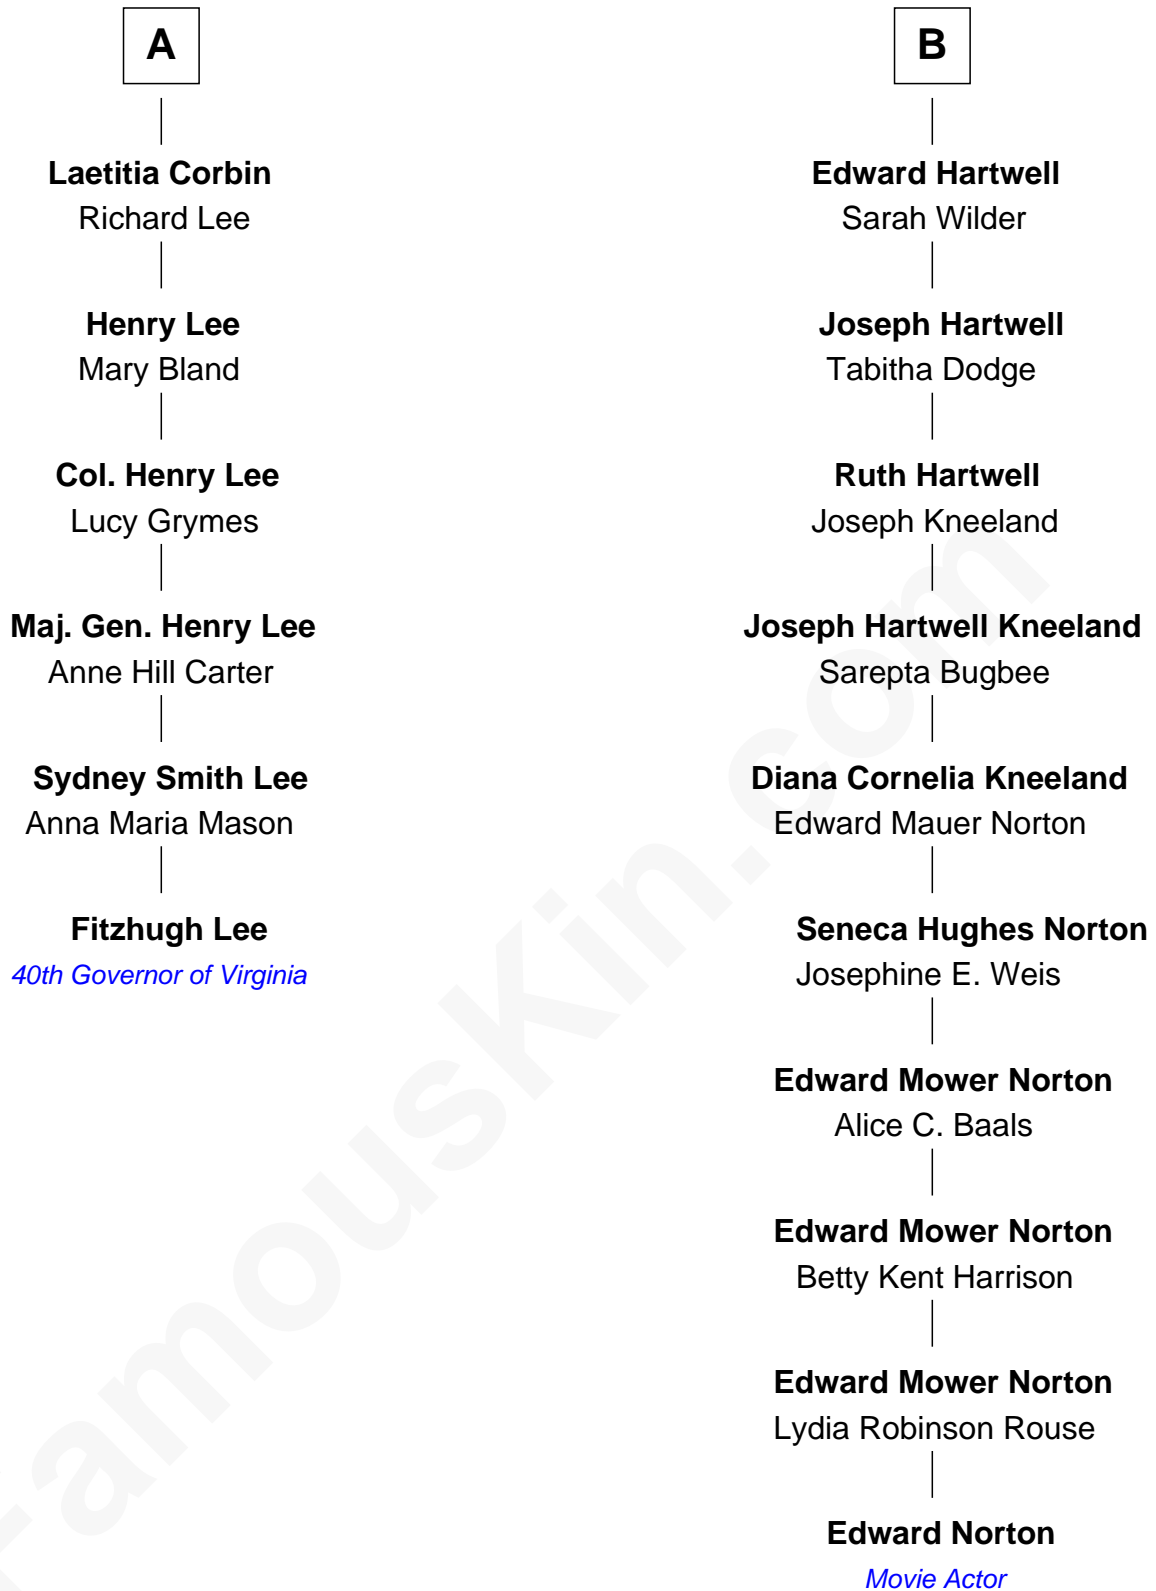 A
Laetitia Corbin
Richard Lee
Henry Lee
Mary Bland
Col. Henry Lee
Lucy Grymes
Maj. Gen. Henry Lee
Anne Hill Carter
Sydney Smith Lee
Anna Maria Mason
Fitzhugh Lee
40th Governor of Virginia
B
Edward Hartwell
Sarah Wilder
Joseph Hartwell
Tabitha Dodge
Ruth Hartwell
Joseph Kneeland
Joseph Hartwell Kneeland
Sarepta Bugbee
Diana Cornelia Kneeland
Edward Mauer Norton
Seneca Hughes Norton
Josephine E. Weis
Edward Mower Norton
Alice C. Baals
Edward Mower Norton
Betty Kent Harrison
Edward Mower Norton
Lydia Robinson Rouse
Edward Norton
Movie Actor
FamousKin.com